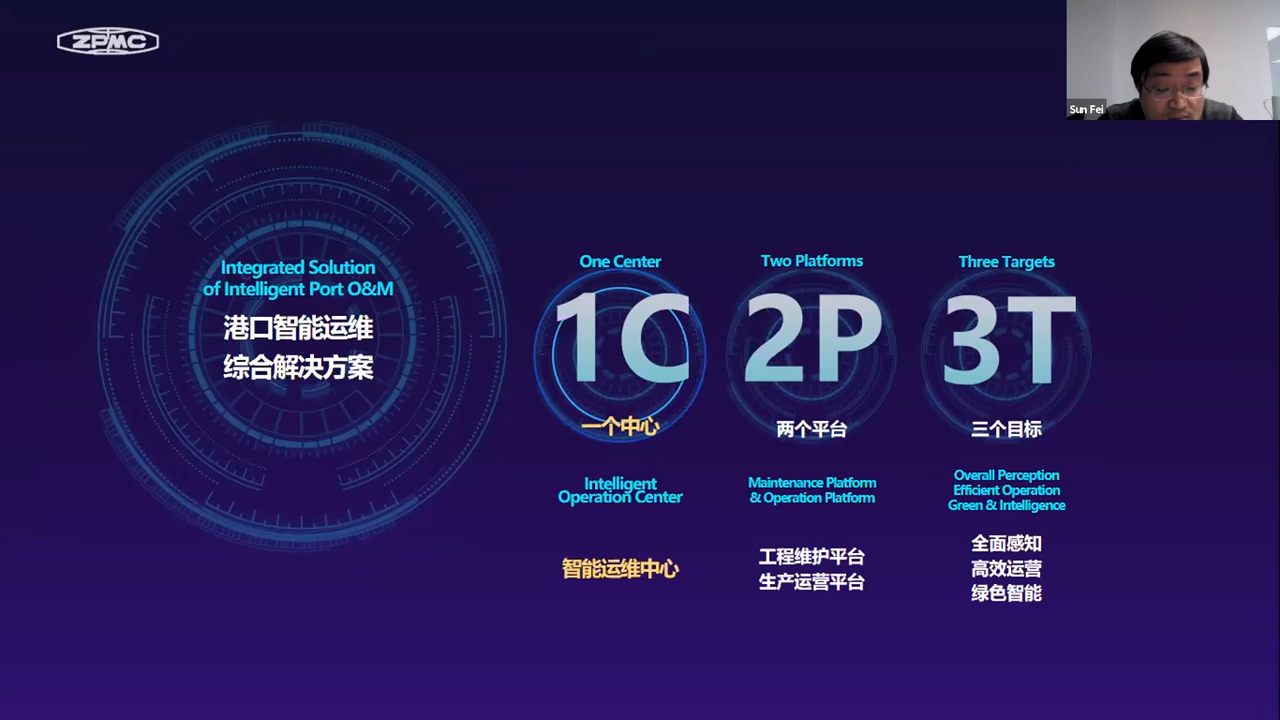 ZPMC
Sun Fei
Integrated Solution
of Intelligent Port O&M
港口智能运维
综合解决方案
One Center
1C
一个中心
Intelligent
Operation Center
智能运维中心
Two Platforms
2P
两个平台
Maintenance Platform
& Operation Platform
工程维护平台
生产运营平台
Three Targets
3T
三个目标
Overall Perception
Efficient Operation
Green & Intelligence
全面感知
高效运营
绿色智能